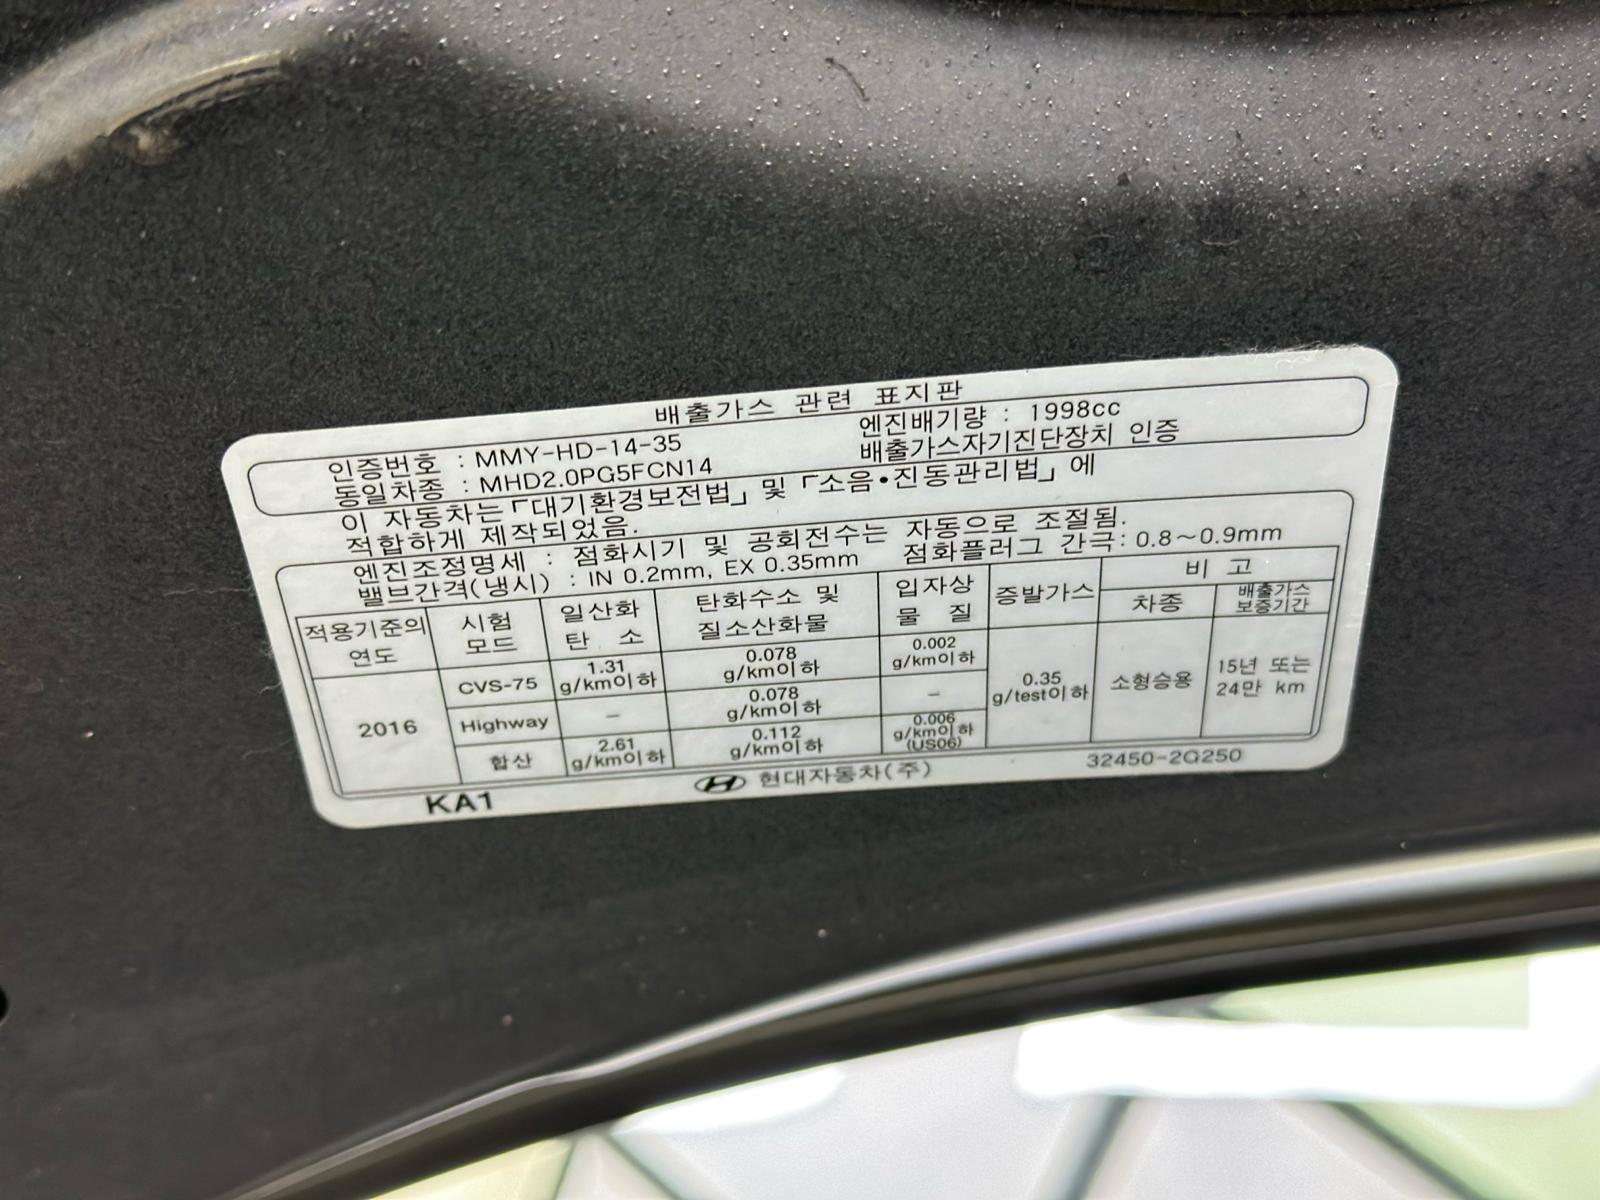 배출가스 관련 표지판
인증번호 : MMY-HD-14-35 엔진배기량 : 1998cc
동일차종 : MHD2.0PG5FCN14 배출가스자기진단장치 인증
이 자동차는 「대기환경보전법」 및 「소음•진동관리법」에
적합하게 제작되었음.
엔진조정명세 : 점화시기 및 공회전수는 자동으로 조절됨.
밸브간격(냉시) : IN 0.2mm, EX 0.35mm 점화플러그 간극: 0.8~0.9mm
적용기준의 연도 시험 모드 일산화 탄 소 탄화수소 및 질소산화물 입자상 물 질 증발가스 비 고
차종 배출가스 보증기간
2016 CVS-75 1.31 g/km이하 0.078 g/km이하 0.002 g/km이하 0.35 g/test이하 소형승용 15년 또는 24만 km
Highway - 0.078 g/km이하 -
합산 2.61 g/km이하 0.112 g/km이하 0.006 g/km이하 (US06)
KA1 현대자동차(주) 32450-2G250